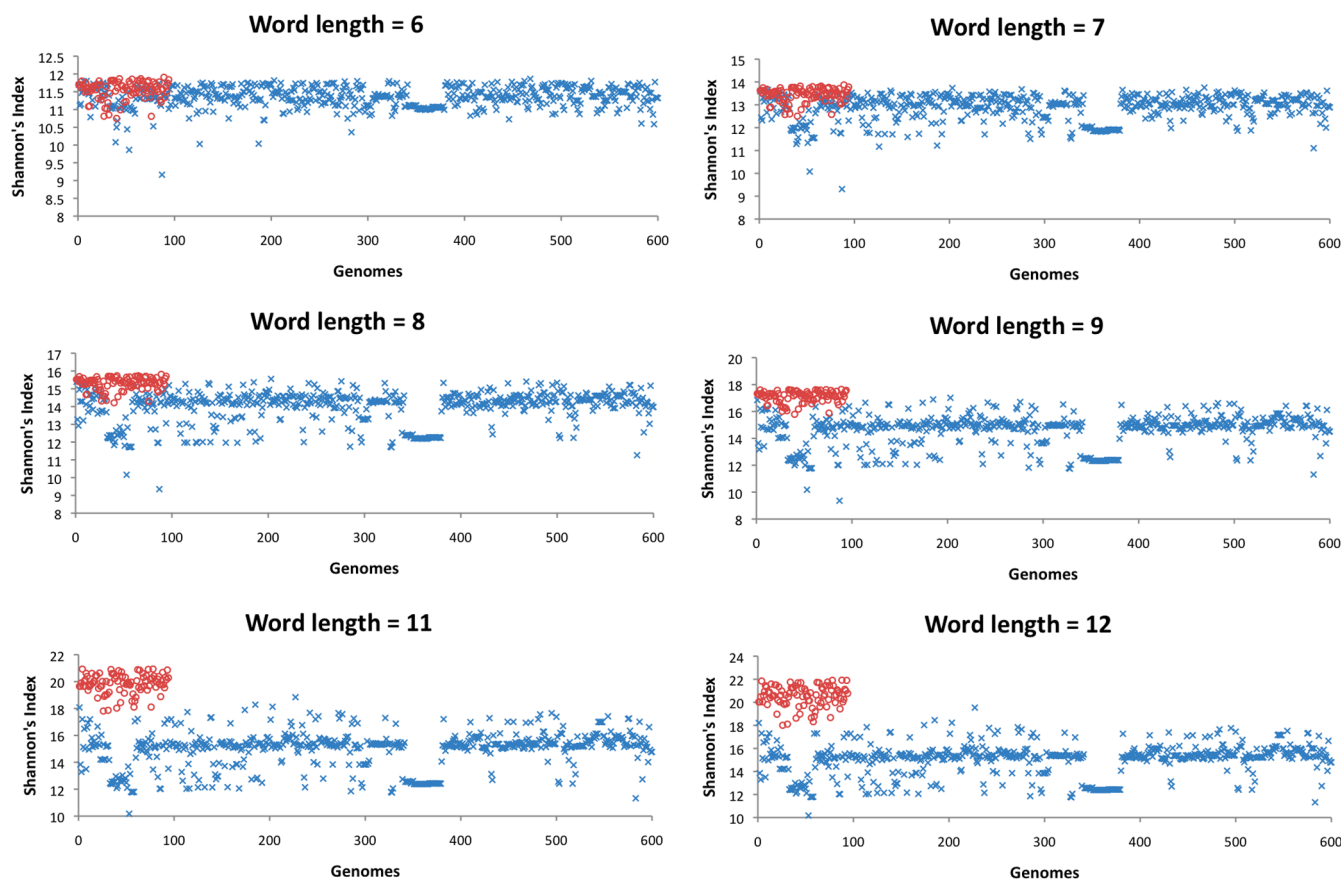 Word length = 6
Shannon's Index
12.5
12
11.5
11
10.5
10
9.5
9
8.5
8
0 100 200 300 400 500 600
Genomes
Word length = 7
Shannon's Index
15
14
13
12
11
10
9
8
0 100 200 300 400 500 600
Genomes
Word length = 8
Shannon's Index
17
16
15
14
13
12
11
10
9
8
0 100 200 300 400 500 600
Genomes
Word length = 9
Shannon's Index
20
18
16
14
12
10
8
0 100 200 300 400 500 600
Genomes
Word length = 11
Shannon's Index
22
20
18
16
14
12
10
0 100 200 300 400 500 600
Genomes
Word length = 12
Shannon's Index
24
22
20
18
16
14
12
10
0 100 200 300 400 500 600
Genomes